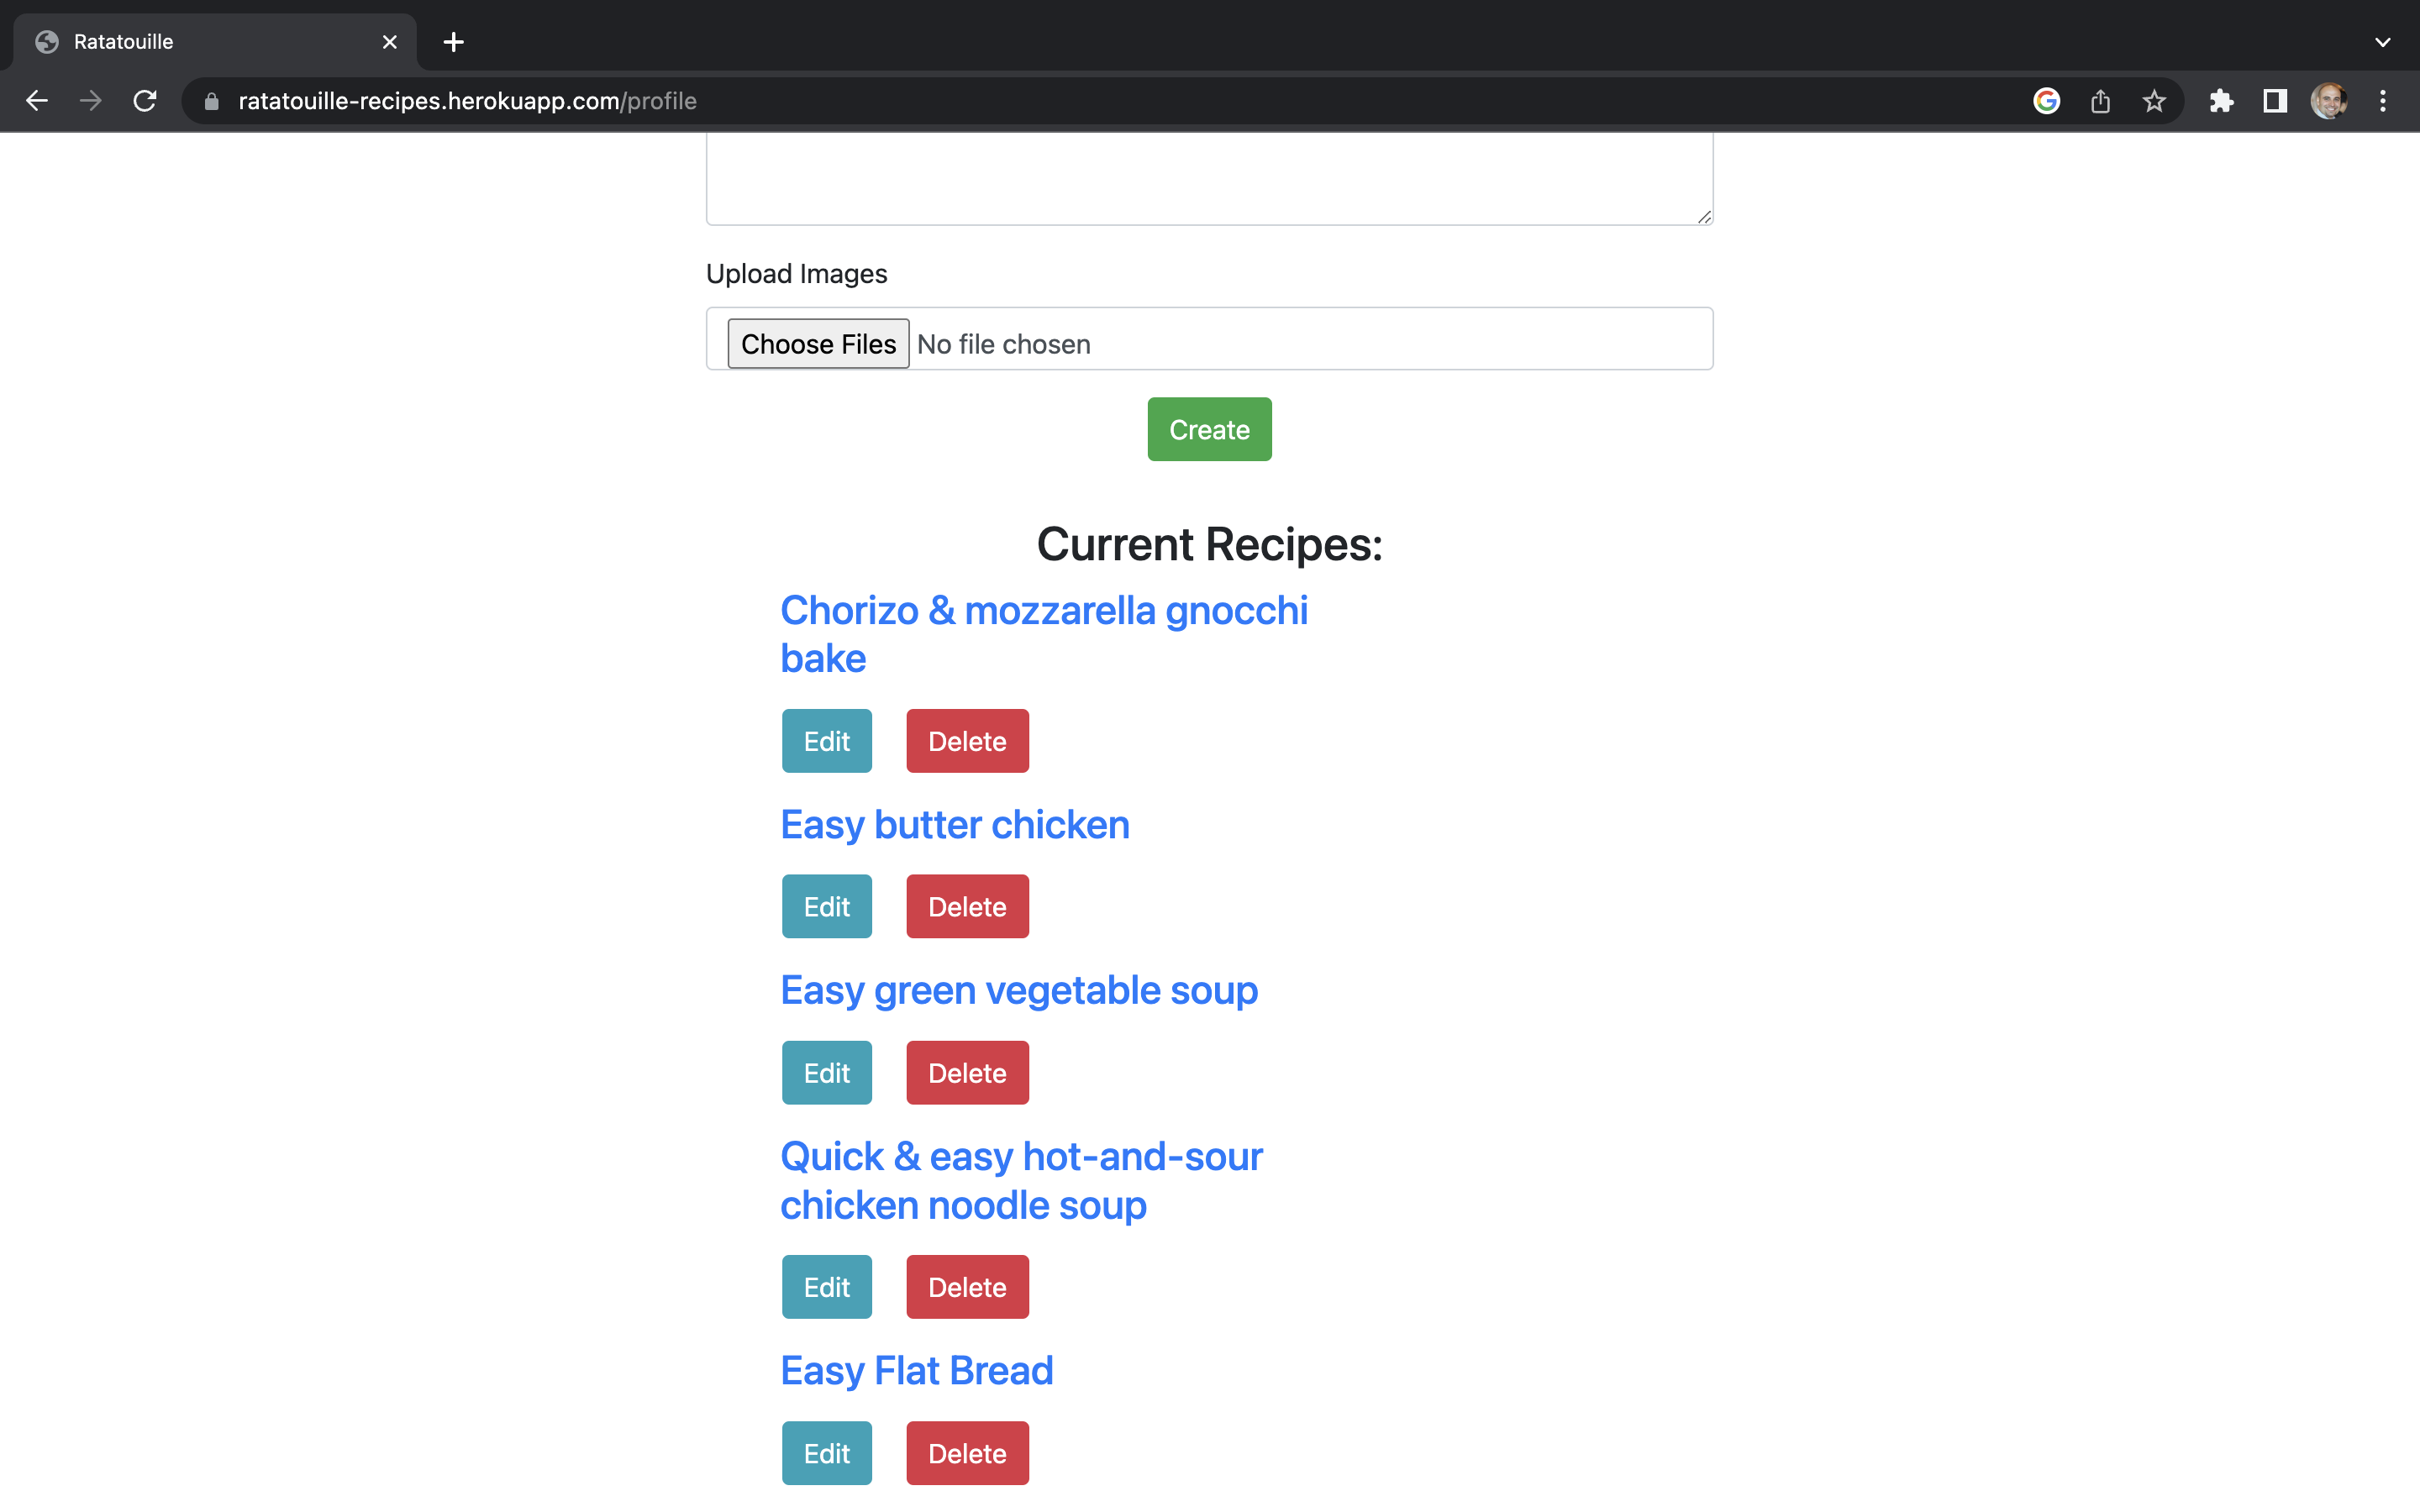 Ratatouille
ratatouille-recipes.herokuapp.com/profile
Upload Images
Choose Files No file chosen
Create
Current Recipes:
Chorizo & mozzarella gnocchi
bake
Edit Delete
Easy butter chicken
Edit Delete
Easy green vegetable soup
Edit Delete
Quick & easy hot-and-sour
chicken noodle soup
Edit Delete
Easy Flat Bread
Edit Delete